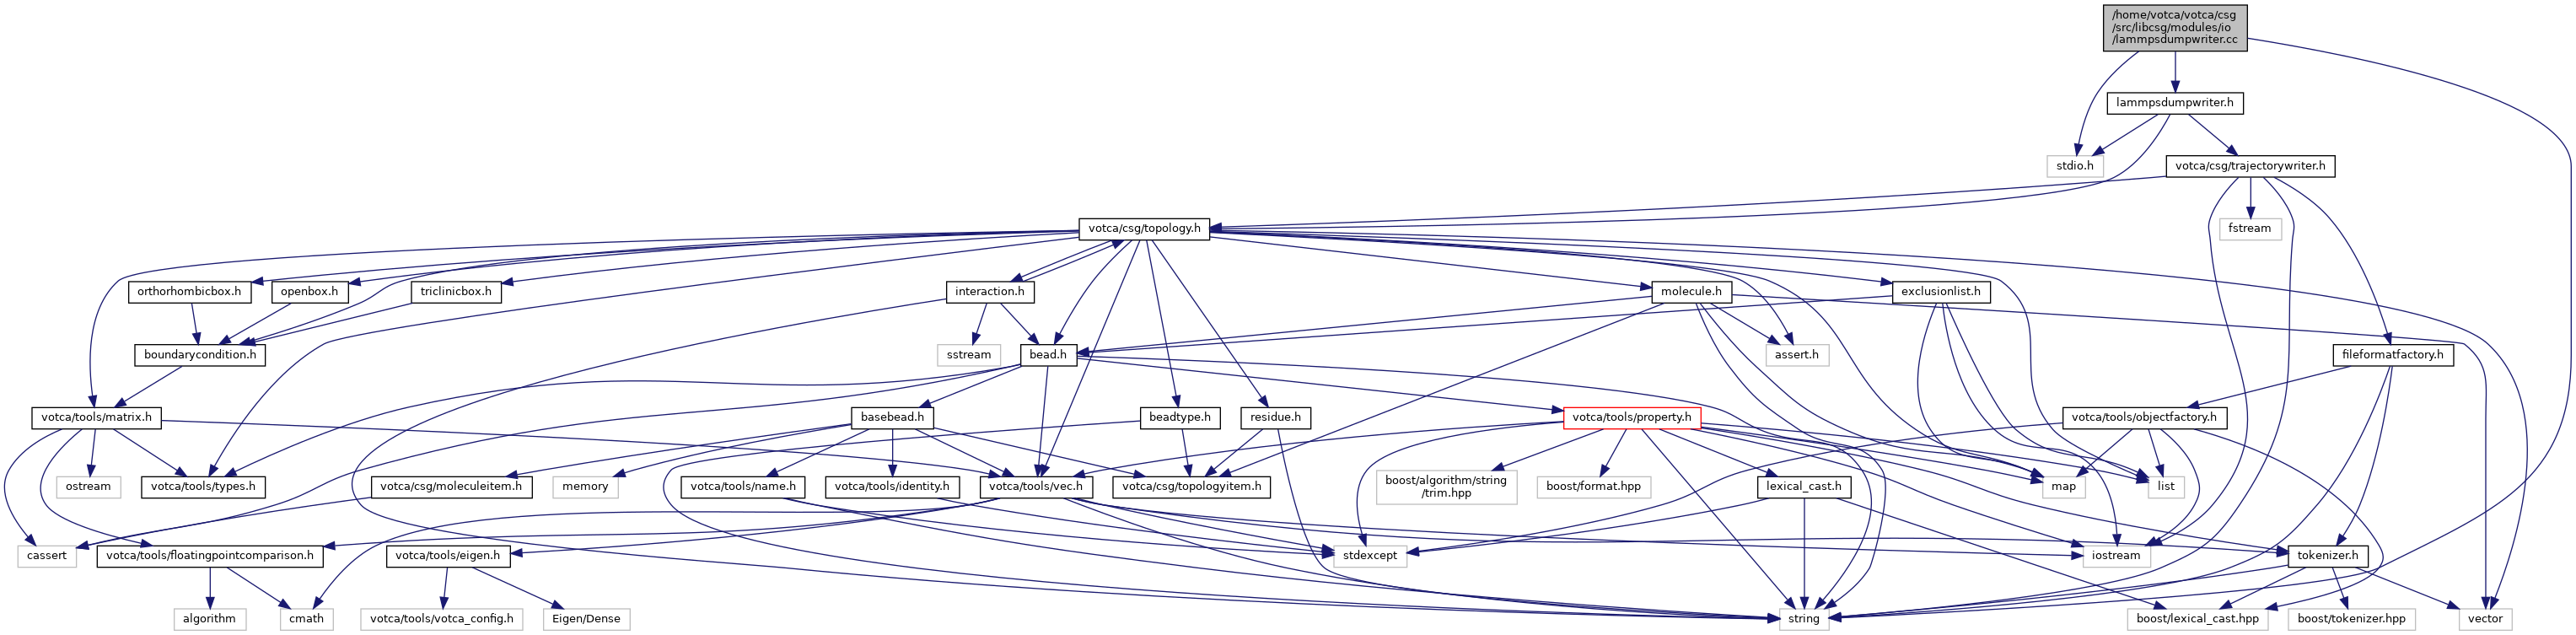 /home/votca/votca/csg
/src/libcsg/modules/io
/lammpsdumpwriter.cc
lammpsdumpwriter.h
stdio.h
votca/csg/trajectorywriter.h
votca/csg/topology.h
fstream
orthorhombicbox.h
openbox.h
triclinicbox.h
interaction.h
molecule.h
exclusionlist.h
boundarycondition.h
sstream
bead.h
assert.h
fileformatfactory.h
votca/tools/matrix.h
basebead.h
beadtype.h
residue.h
votca/tools/property.h
votca/tools/objectfactory.h
ostream
votca/tools/types.h
votca/csg/moleculeitem.h
memory
votca/tools/name.h
votca/tools/identity.h
votca/tools/vec.h
votca/csg/topologyitem.h
boost/algorithm/string
/trim.hpp
boost/format.hpp
lexical_cast.h
map
list
cassert
votca/tools/floatingpointcomparison.h
votca/tools/eigen.h
stdexcept
iostream
tokenizer.h
algorithm
cmath
votca/tools/votca_config.h
Eigen/Dense
string
boost/lexical_cast.hpp
boost/tokenizer.hpp
vector